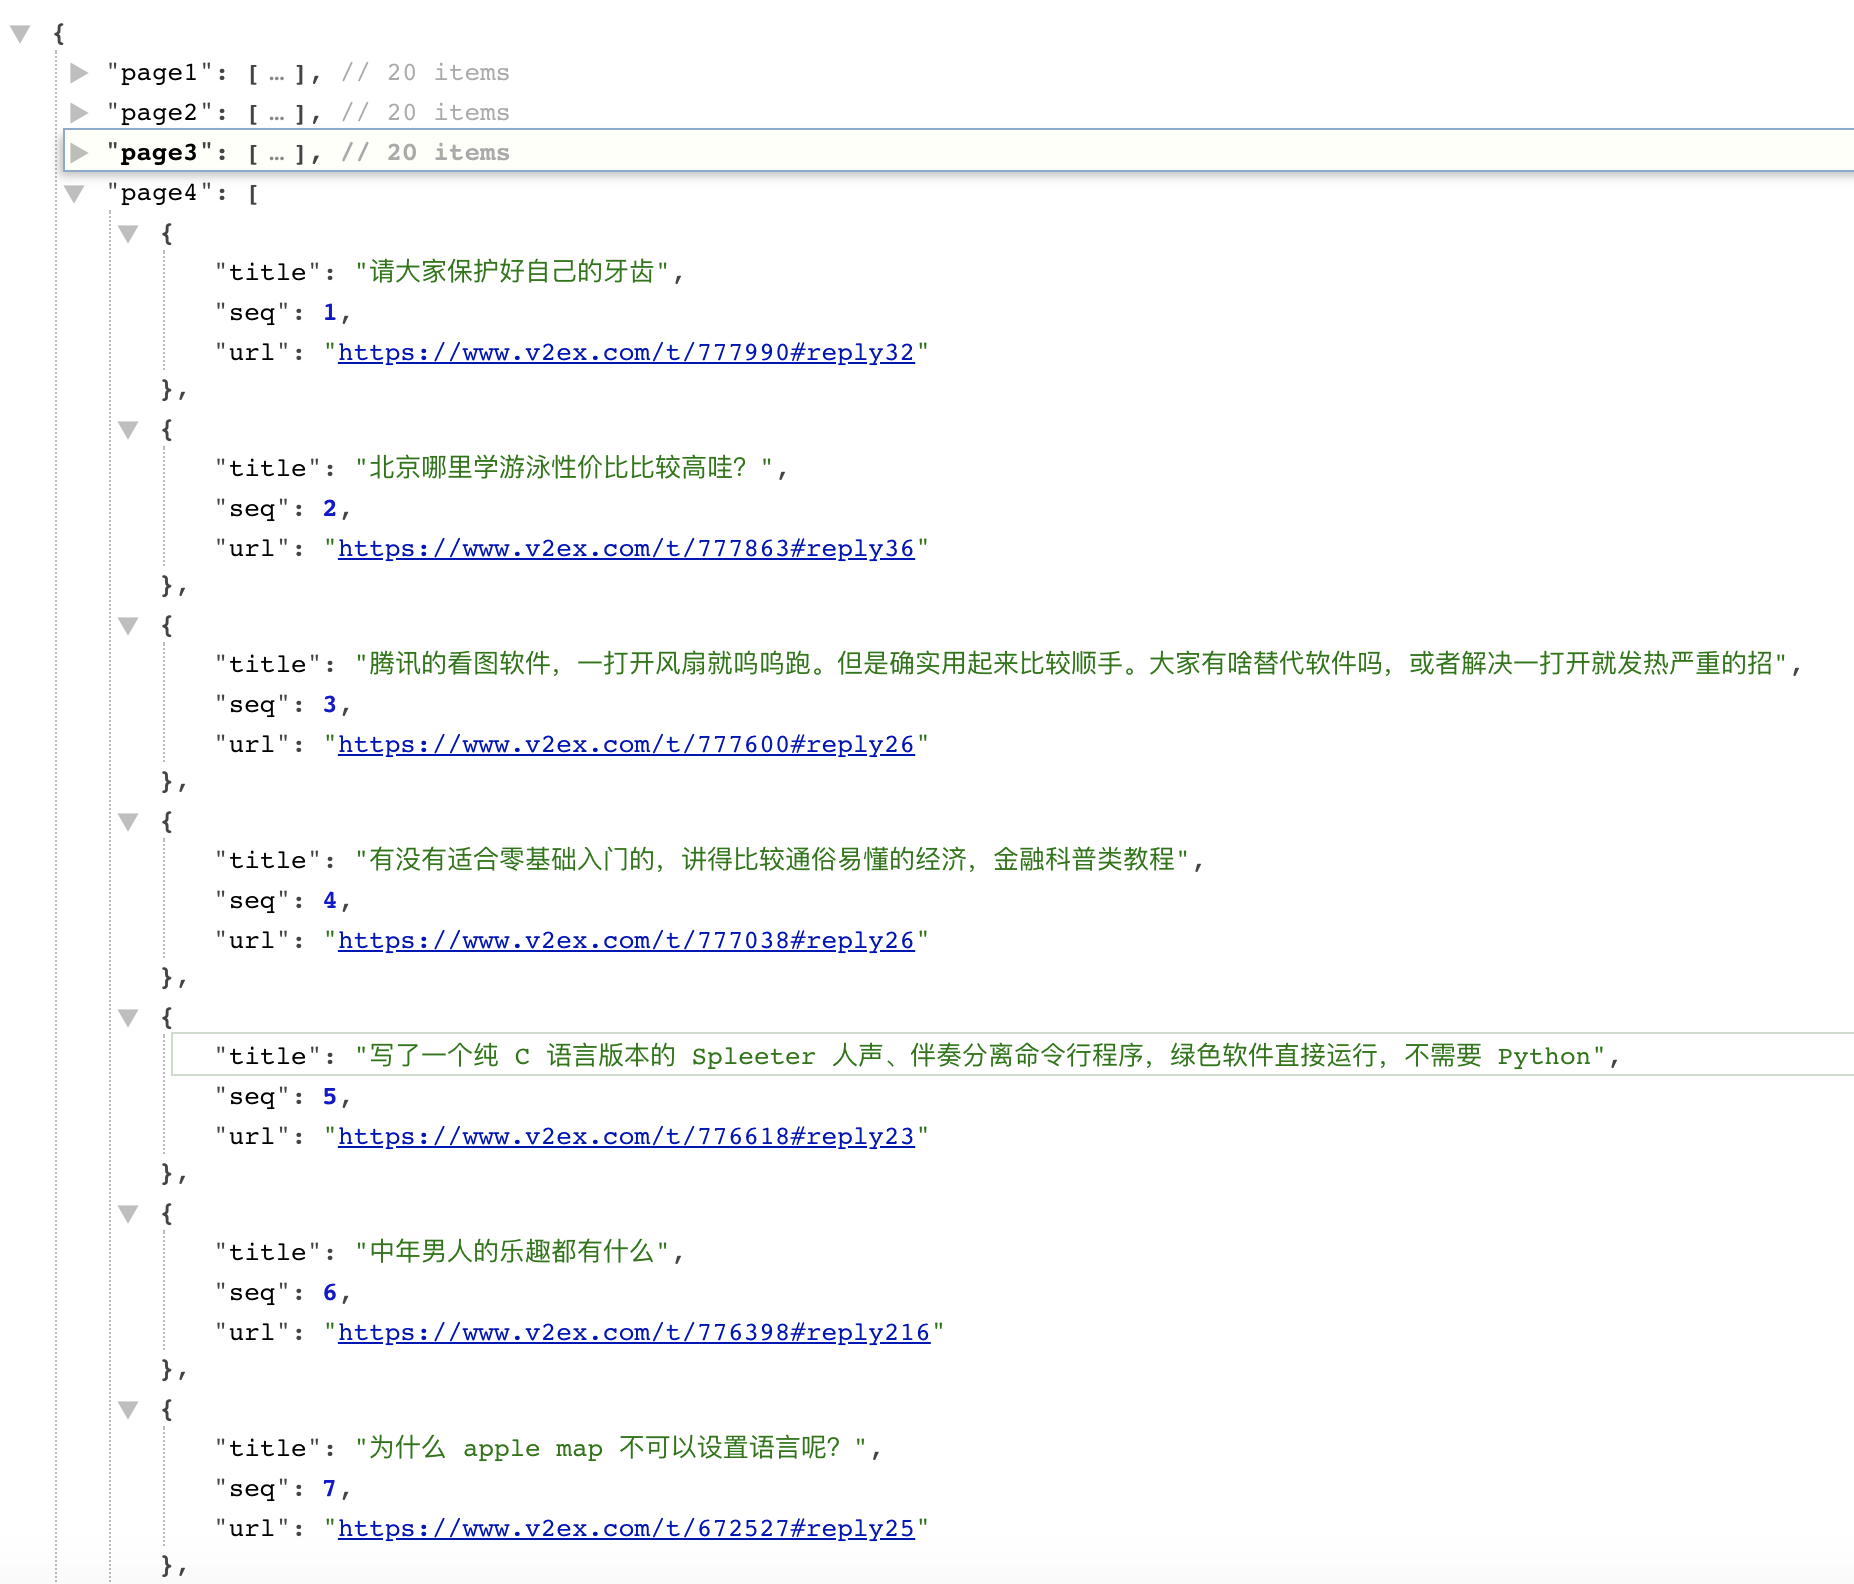 {
"page1": [ … ], // 20 items
"page2": [ … ], // 20 items
"page3": [ … ], // 20 items
"page4": [
{
"title": "请大家保护好自己的牙齿",
"seq": 1,
"url": "https://www.v2ex.com/t/777990#reply32"
},
{
"title": "北京哪里学游泳性价比比较高哇？",
"seq": 2,
"url": "https://www.v2ex.com/t/777863#reply36"
},
{
"title": "腾讯的看图软件，一打开风扇就呜呜跑。但是确实用起来比较顺手。大家有啥替代软件吗，或者解决一打开就发热严重的招",
"seq": 3,
"url": "https://www.v2ex.com/t/777600#reply26"
},
{
"title": "有没有适合零基础入门的，讲得比较通俗易懂的经济，金融科普类教程",
"seq": 4,
"url": "https://www.v2ex.com/t/777038#reply26"
},
{
"title": "写了一个纯 C 语言版本的 Spleeter 人声、伴奏分离命令行程序，绿色软件直接运行，不需要 Python",
"seq": 5,
"url": "https://www.v2ex.com/t/776618#reply23"
},
{
"title": "中年男人的乐趣都有什么",
"seq": 6,
"url": "https://www.v2ex.com/t/776398#reply216"
},
{
"title": "为什么 apple map 不可以设置语言呢？",
"seq": 7,
"url": "https://www.v2ex.com/t/672527#reply25"
},